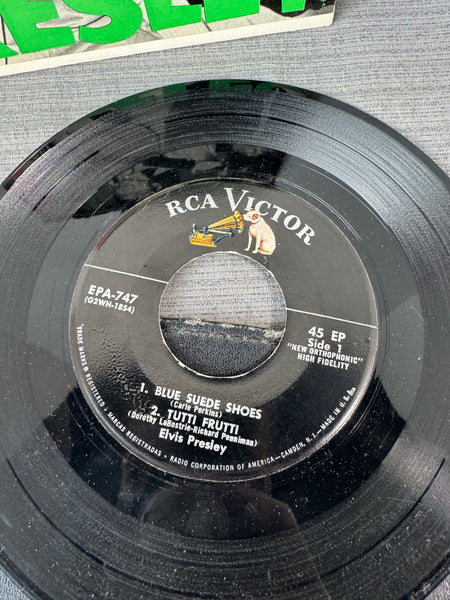 RESLEY
RCA VICTOR
EPA-747
(G2WH-1854)
45 EP
Side 1
"NEW ORTHOPHONIC"
HIGH FIDELITY
1. BLUE SUEDE SHOES
(Carle Perkins)
2. TUTTI FRUTTI
(Dorothy LaBostrie-Richard Penniman)
Elvis Presley
TRADE MARKS ® REGISTERED • MARCAS REGISTRADAS • RADIO CORPORATION OF AMERICA—CAMDEN, N. J.—MADE IN U. S. A.